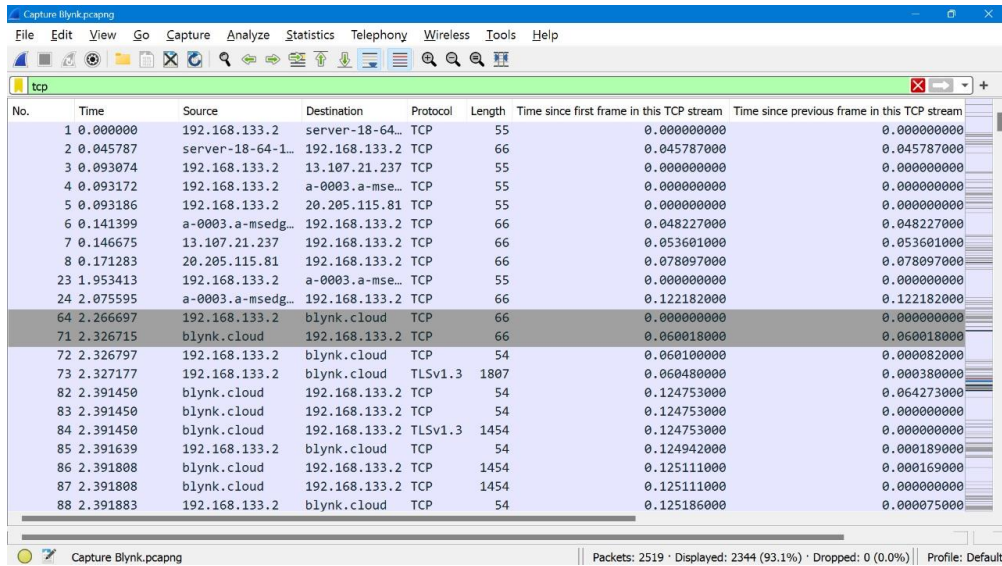 Capture Blynk.pcapng
File Edit View Go Capture Analyze Statistics Telephony Wireless Tools Help
tcp
No. Time Source Destination Protocol Length Time since first frame in this TCP stream Time since previous frame in this TCP stream
1 0.000000 192.168.133.2 server-18-64… TCP 55 0.000000000 0.000000000
2 0.045787 server-18-64-1… 192.168.133.2 TCP 66 0.045787000 0.045787000
3 0.093074 192.168.133.2 13.107.21.237 TCP 55 0.000000000 0.000000000
4 0.093172 192.168.133.2 a-0003.a-mse… TCP 55 0.000000000 0.000000000
5 0.093186 192.168.133.2 20.205.115.81 TCP 55 0.000000000 0.000000000
6 0.141399 a-0003.a-msedg… 192.168.133.2 TCP 66 0.048227000 0.048227000
7 0.146675 13.107.21.237 192.168.133.2 TCP 66 0.053601000 0.053601000
8 0.171283 20.205.115.81 192.168.133.2 TCP 66 0.078097000 0.078097000
23 1.953413 192.168.133.2 a-0003.a-mse… TCP 55 0.000000000 0.000000000
24 2.075595 a-0003.a-msedg… 192.168.133.2 TCP 66 0.122182000 0.122182000
64 2.266697 192.168.133.2 blynk.cloud TCP 66 0.000000000 0.000000000
71 2.326715 blynk.cloud 192.168.133.2 TCP 66 0.060018000 0.060018000
72 2.326797 192.168.133.2 blynk.cloud TCP 54 0.060100000 0.000082000
73 2.327177 192.168.133.2 blynk.cloud TLSv1.3 1807 0.060480000 0.000380000
82 2.391450 blynk.cloud 192.168.133.2 TCP 54 0.124753000 0.064273000
83 2.391450 blynk.cloud 192.168.133.2 TCP 54 0.124753000 0.000000000
84 2.391450 blynk.cloud 192.168.133.2 TLSv1.3 1454 0.124753000 0.000000000
85 2.391639 192.168.133.2 blynk.cloud TCP 54 0.124942000 0.000189000
86 2.391808 blynk.cloud 192.168.133.2 TCP 1454 0.125111000 0.000169000
87 2.391808 blynk.cloud 192.168.133.2 TCP 1454 0.125111000 0.000000000
88 2.391883 192.168.133.2 blynk.cloud TCP 54 0.125186000 0.000075000
Capture Blynk.pcapng Packets: 2519 · Displayed: 2344 (93.1%) · Dropped: 0 (0.0%) Profile: Default